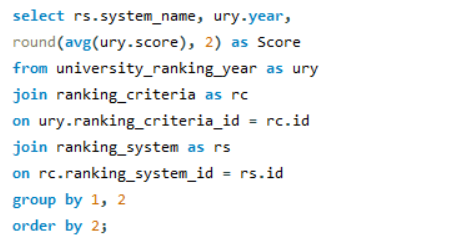 select rs.system_name, ury.year,
round(avg(ury.score), 2) as Score
from university_ranking_year as ury
join ranking_criteria as rc
on ury.ranking_criteria_id = rc.id
join ranking_system as rs
on rc.ranking_system_id = rs.id
group by 1, 2
order by 2;